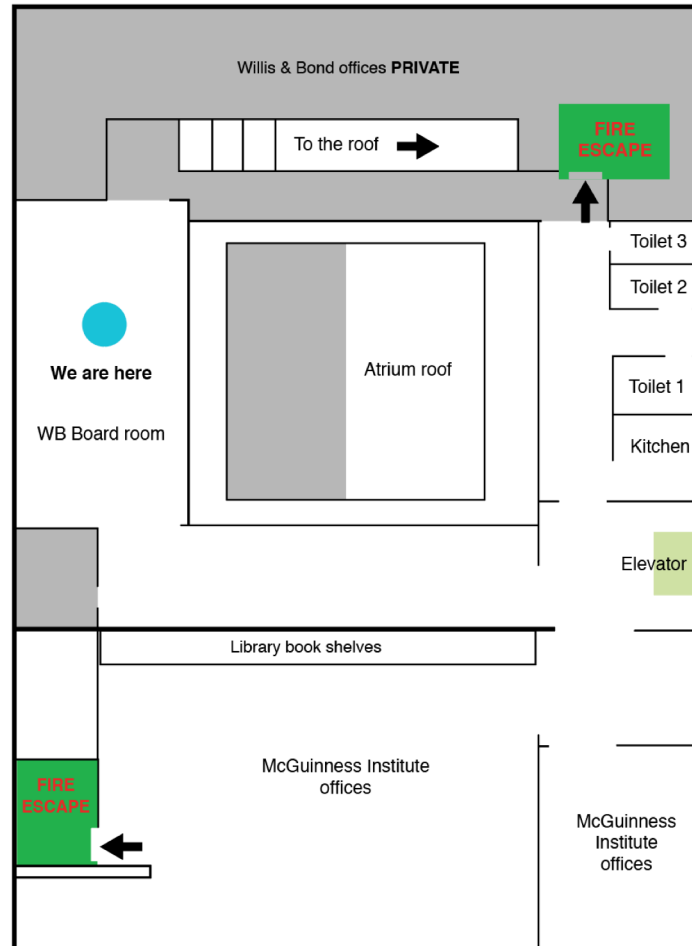 Willis & Bond offices PRIVATE
To the roof
FIRE
ESCAPE
Toilet 3
Toilet 2
We are here
Atrium roof
Toilet 1
WB Board room
Kitchen
Elevator
Library book shelves
McGuinness Institute
offices
FIRE
ESCAPE
McGuinness
Institute
offices